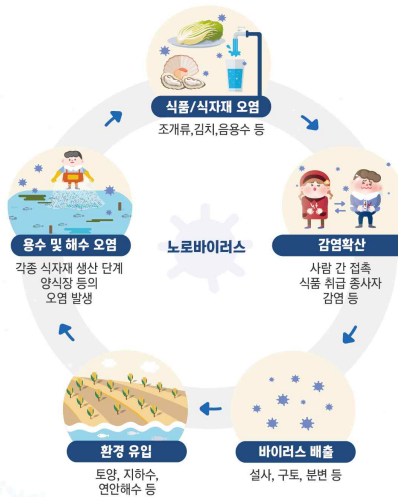 식품/식자재 오염
조개류,김치,음용수 등
감염확산
사람 간 접촉
식품 취급 종사자
감염 등
바이러스 배출
설사, 구토, 분변 등
환경 유입
토양, 지하수,
연안해수 등
용수 및 해수 오염
각종 식자재 생산 단계
양식장 등의
오염 발생
노로바이러스